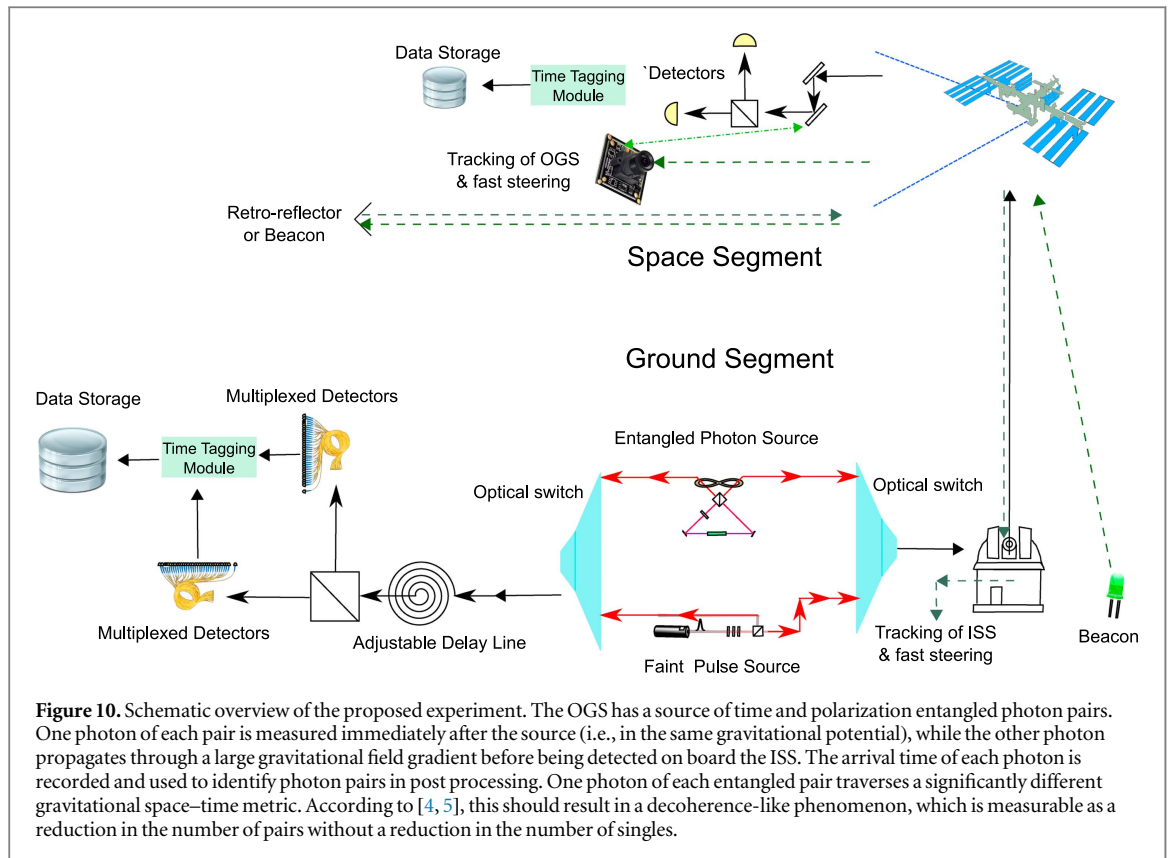 Data Storage
Time Tagging
Module
`Detectors
Tracking of OGS
& fast steering
Retro-reflector
or Beacon
Space Segment
Ground Segment
Data Storage
Multiplexed Detectors
Time Tagging
Module
Entangled Photon Source
Optical switch
Optical switch
Multiplexed Detectors
Adjustable Delay Line
Faint Pulse Source
Tracking of ISS
& fast steering
Beacon
Figure 10. Schematic overview of the proposed experiment. The OGS has a source of time and polarization entangled photon pairs.
One photon of each pair is measured immediately after the source (i.e., in the same gravitational potential), while the other photon
propagates through a large gravitational field gradient before being detected on board the ISS. The arrival time of each photon is
recorded and used to identify photon pairs in post processing. One photon of each entangled pair traverses a significantly different
gravitational space–time metric. According to [4, 5], this should result in a decoherence-like phenomenon, which is measurable as a
reduction in the number of pairs without a reduction in the number of singles.